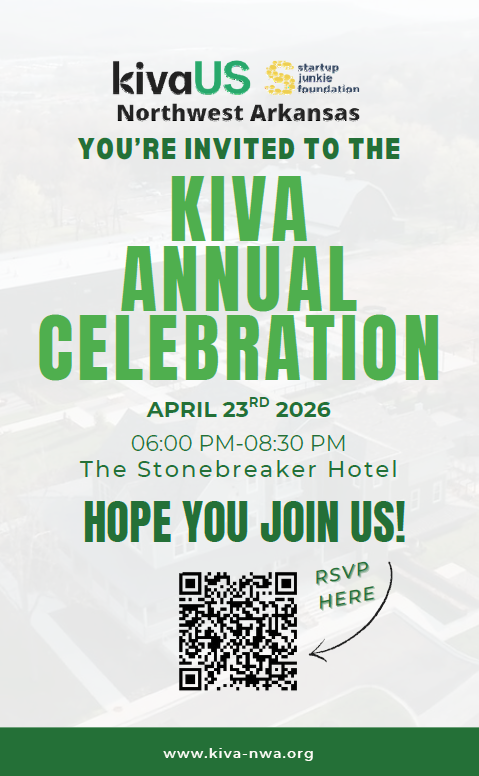 kivaUS
startup
junkie
foundation
Northwest Arkansas
YOU'RE INVITED TO THE
KIVA
ANNUAL
CELEBRATION
APRIL 23RD 2026
06:00 PM-08:30 PM
The Stonebreaker Hotel
HOPE YOU JOIN US!
RSVP
HERE
www.kiva-nwa.org